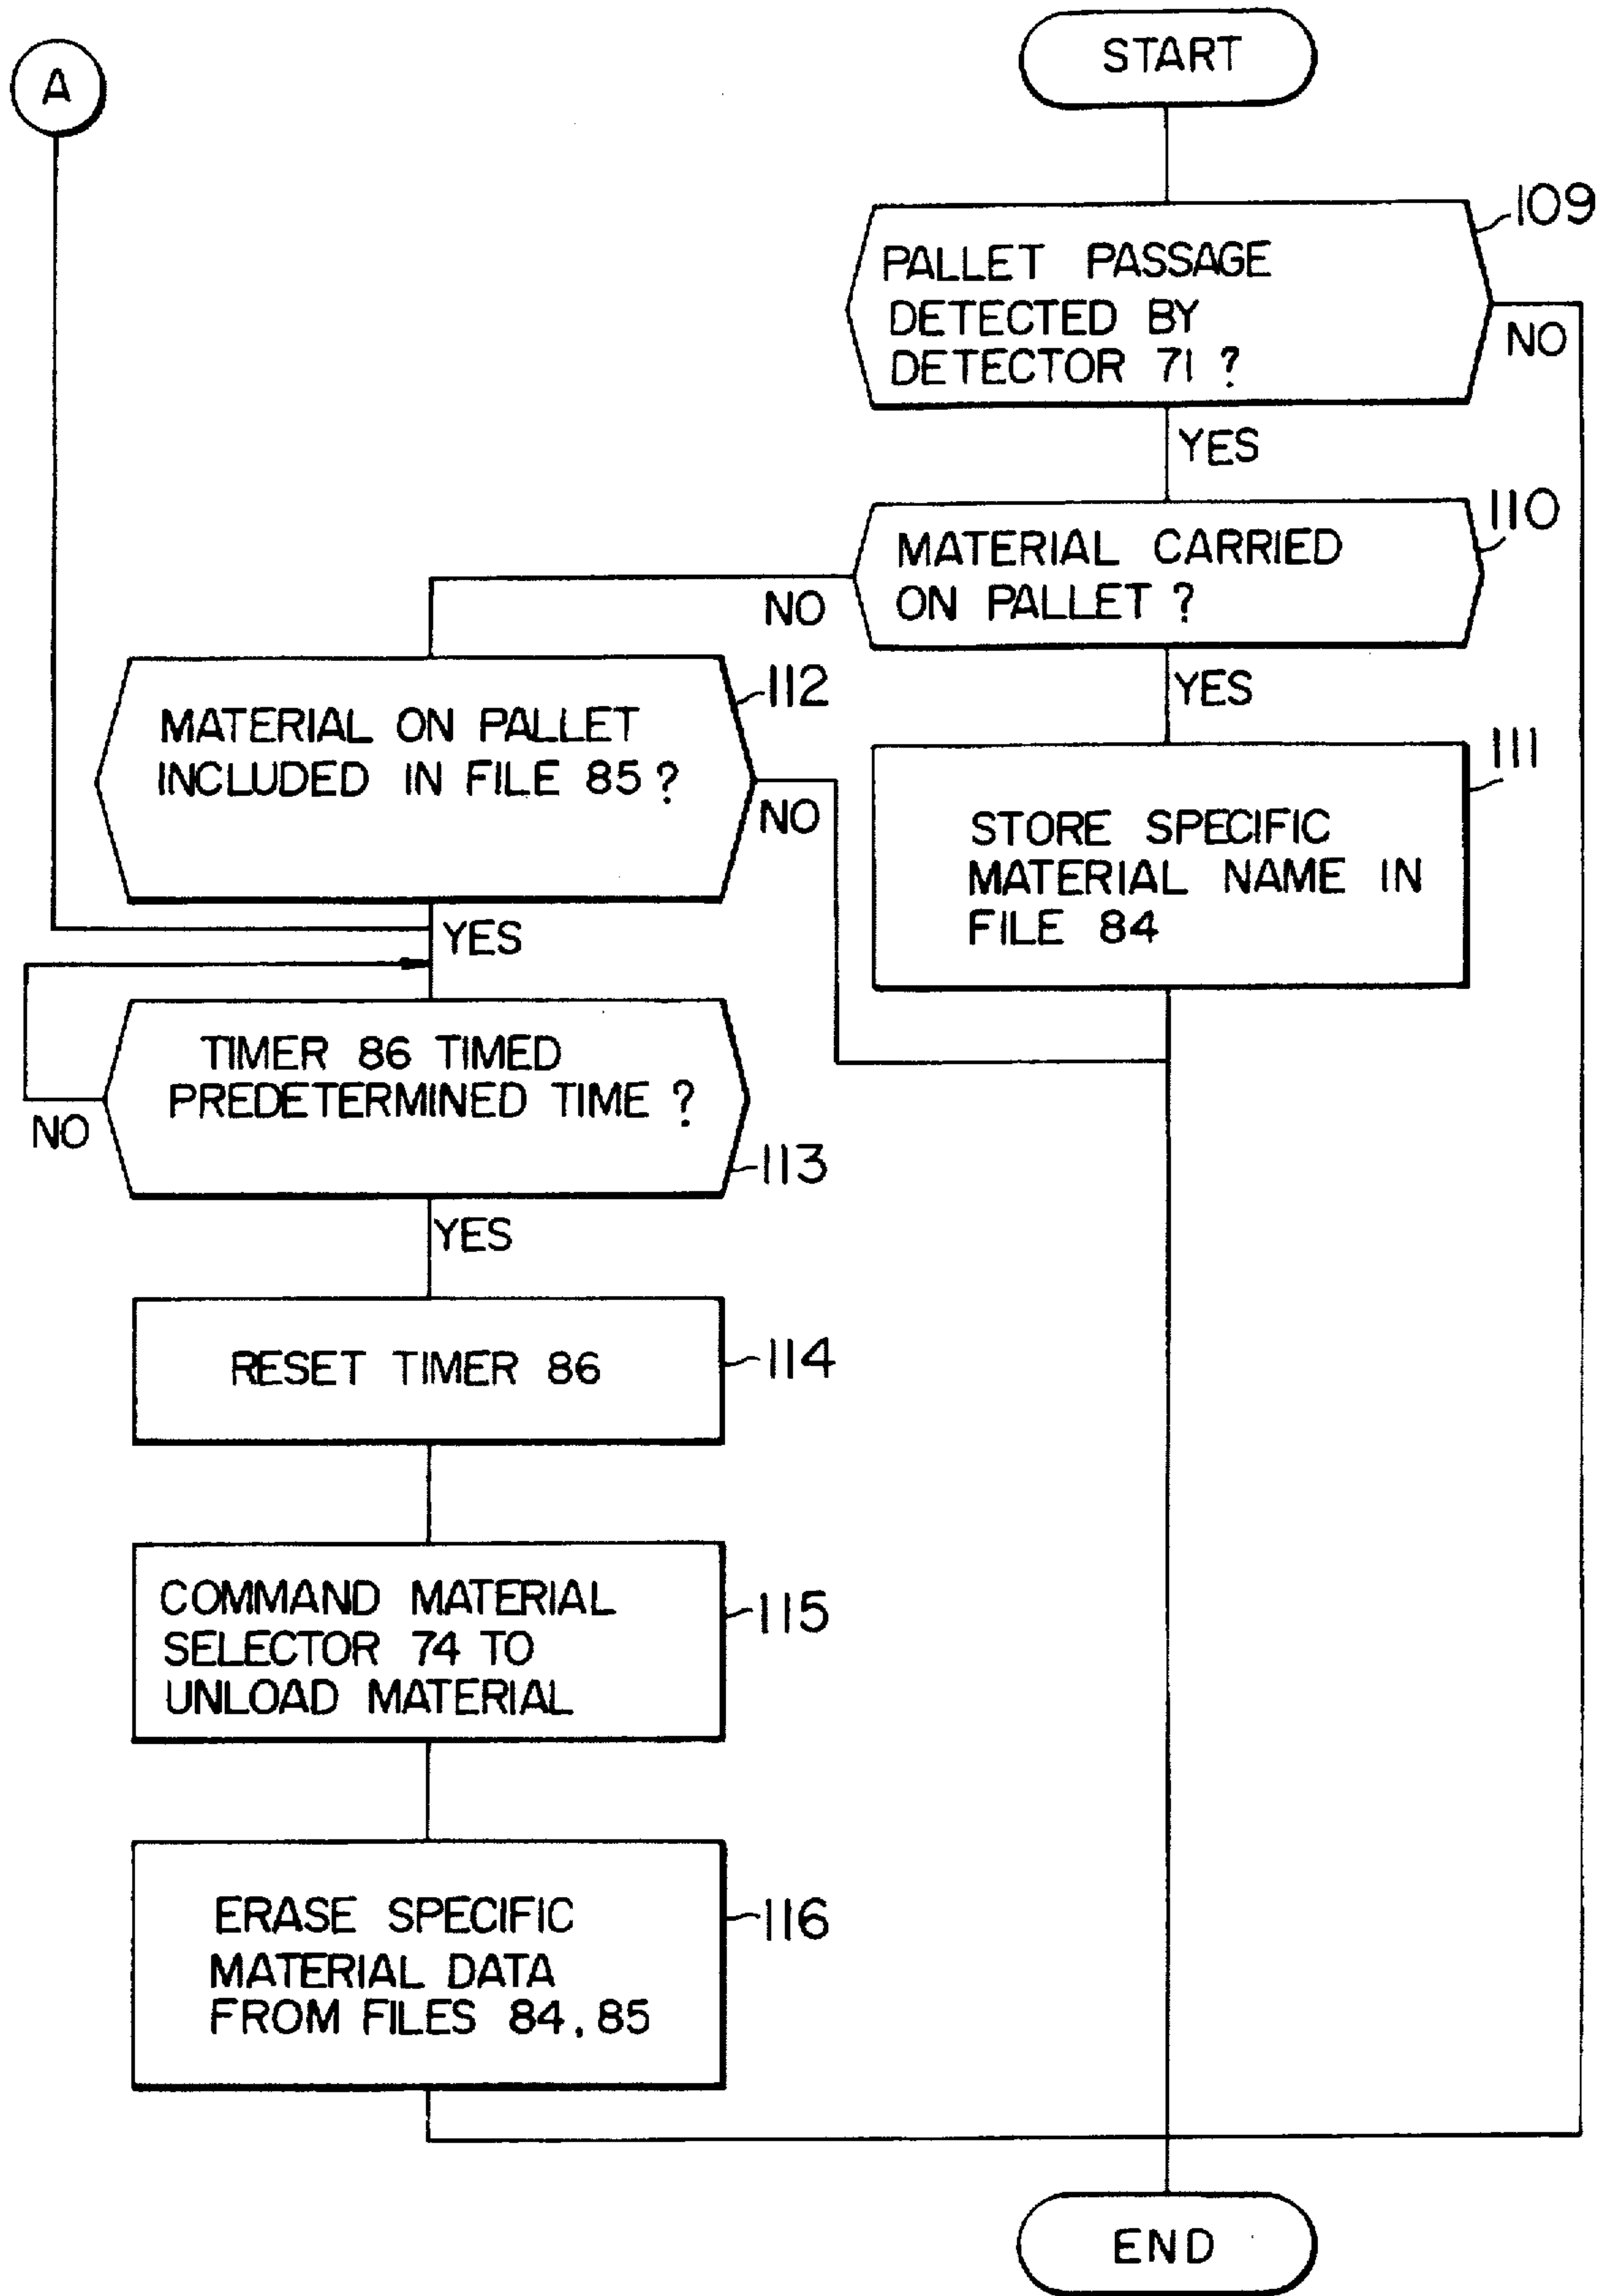 A
START
109
PALLET PASSAGE
DETECTED BY
DETECTOR 71 ?
NO
YES
110
MATERIAL CARRIED
ON PALLET ?
NO
YES
112
MATERIAL ON PALLET
INCLUDED IN FILE 85 ?
NO
YES
111
STORE SPECIFIC
MATERIAL NAME IN
FILE 84
TIMER 86 TIMED
PREDETERMINED TIME ?
NO
113
YES
RESET TIMER 86
114
COMMAND MATERIAL
SELECTOR 74 TO
UNLOAD MATERIAL
115
ERASE SPECIFIC
MATERIAL DATA
FROM FILES 84, 85
116
END